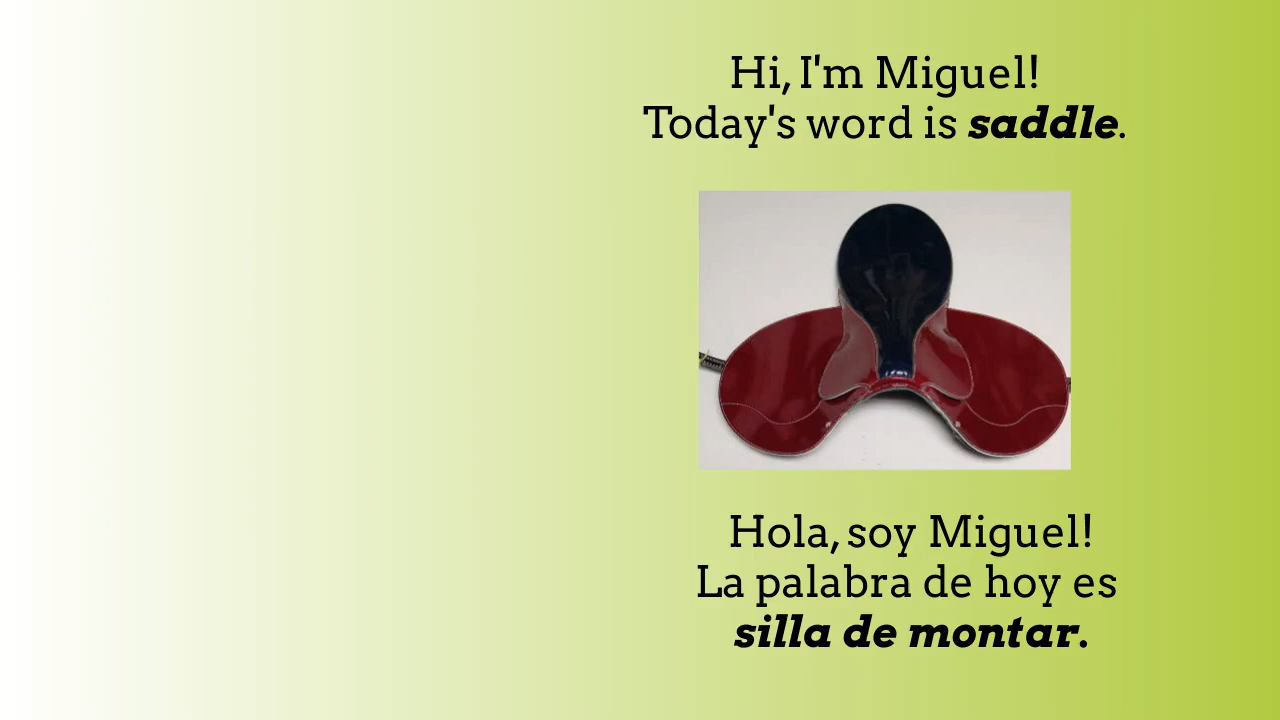 Hi, I'm Miguel!
Today's word is saddle.
Hola, soy Miguel!
La palabra de hoy es
silla de montar.